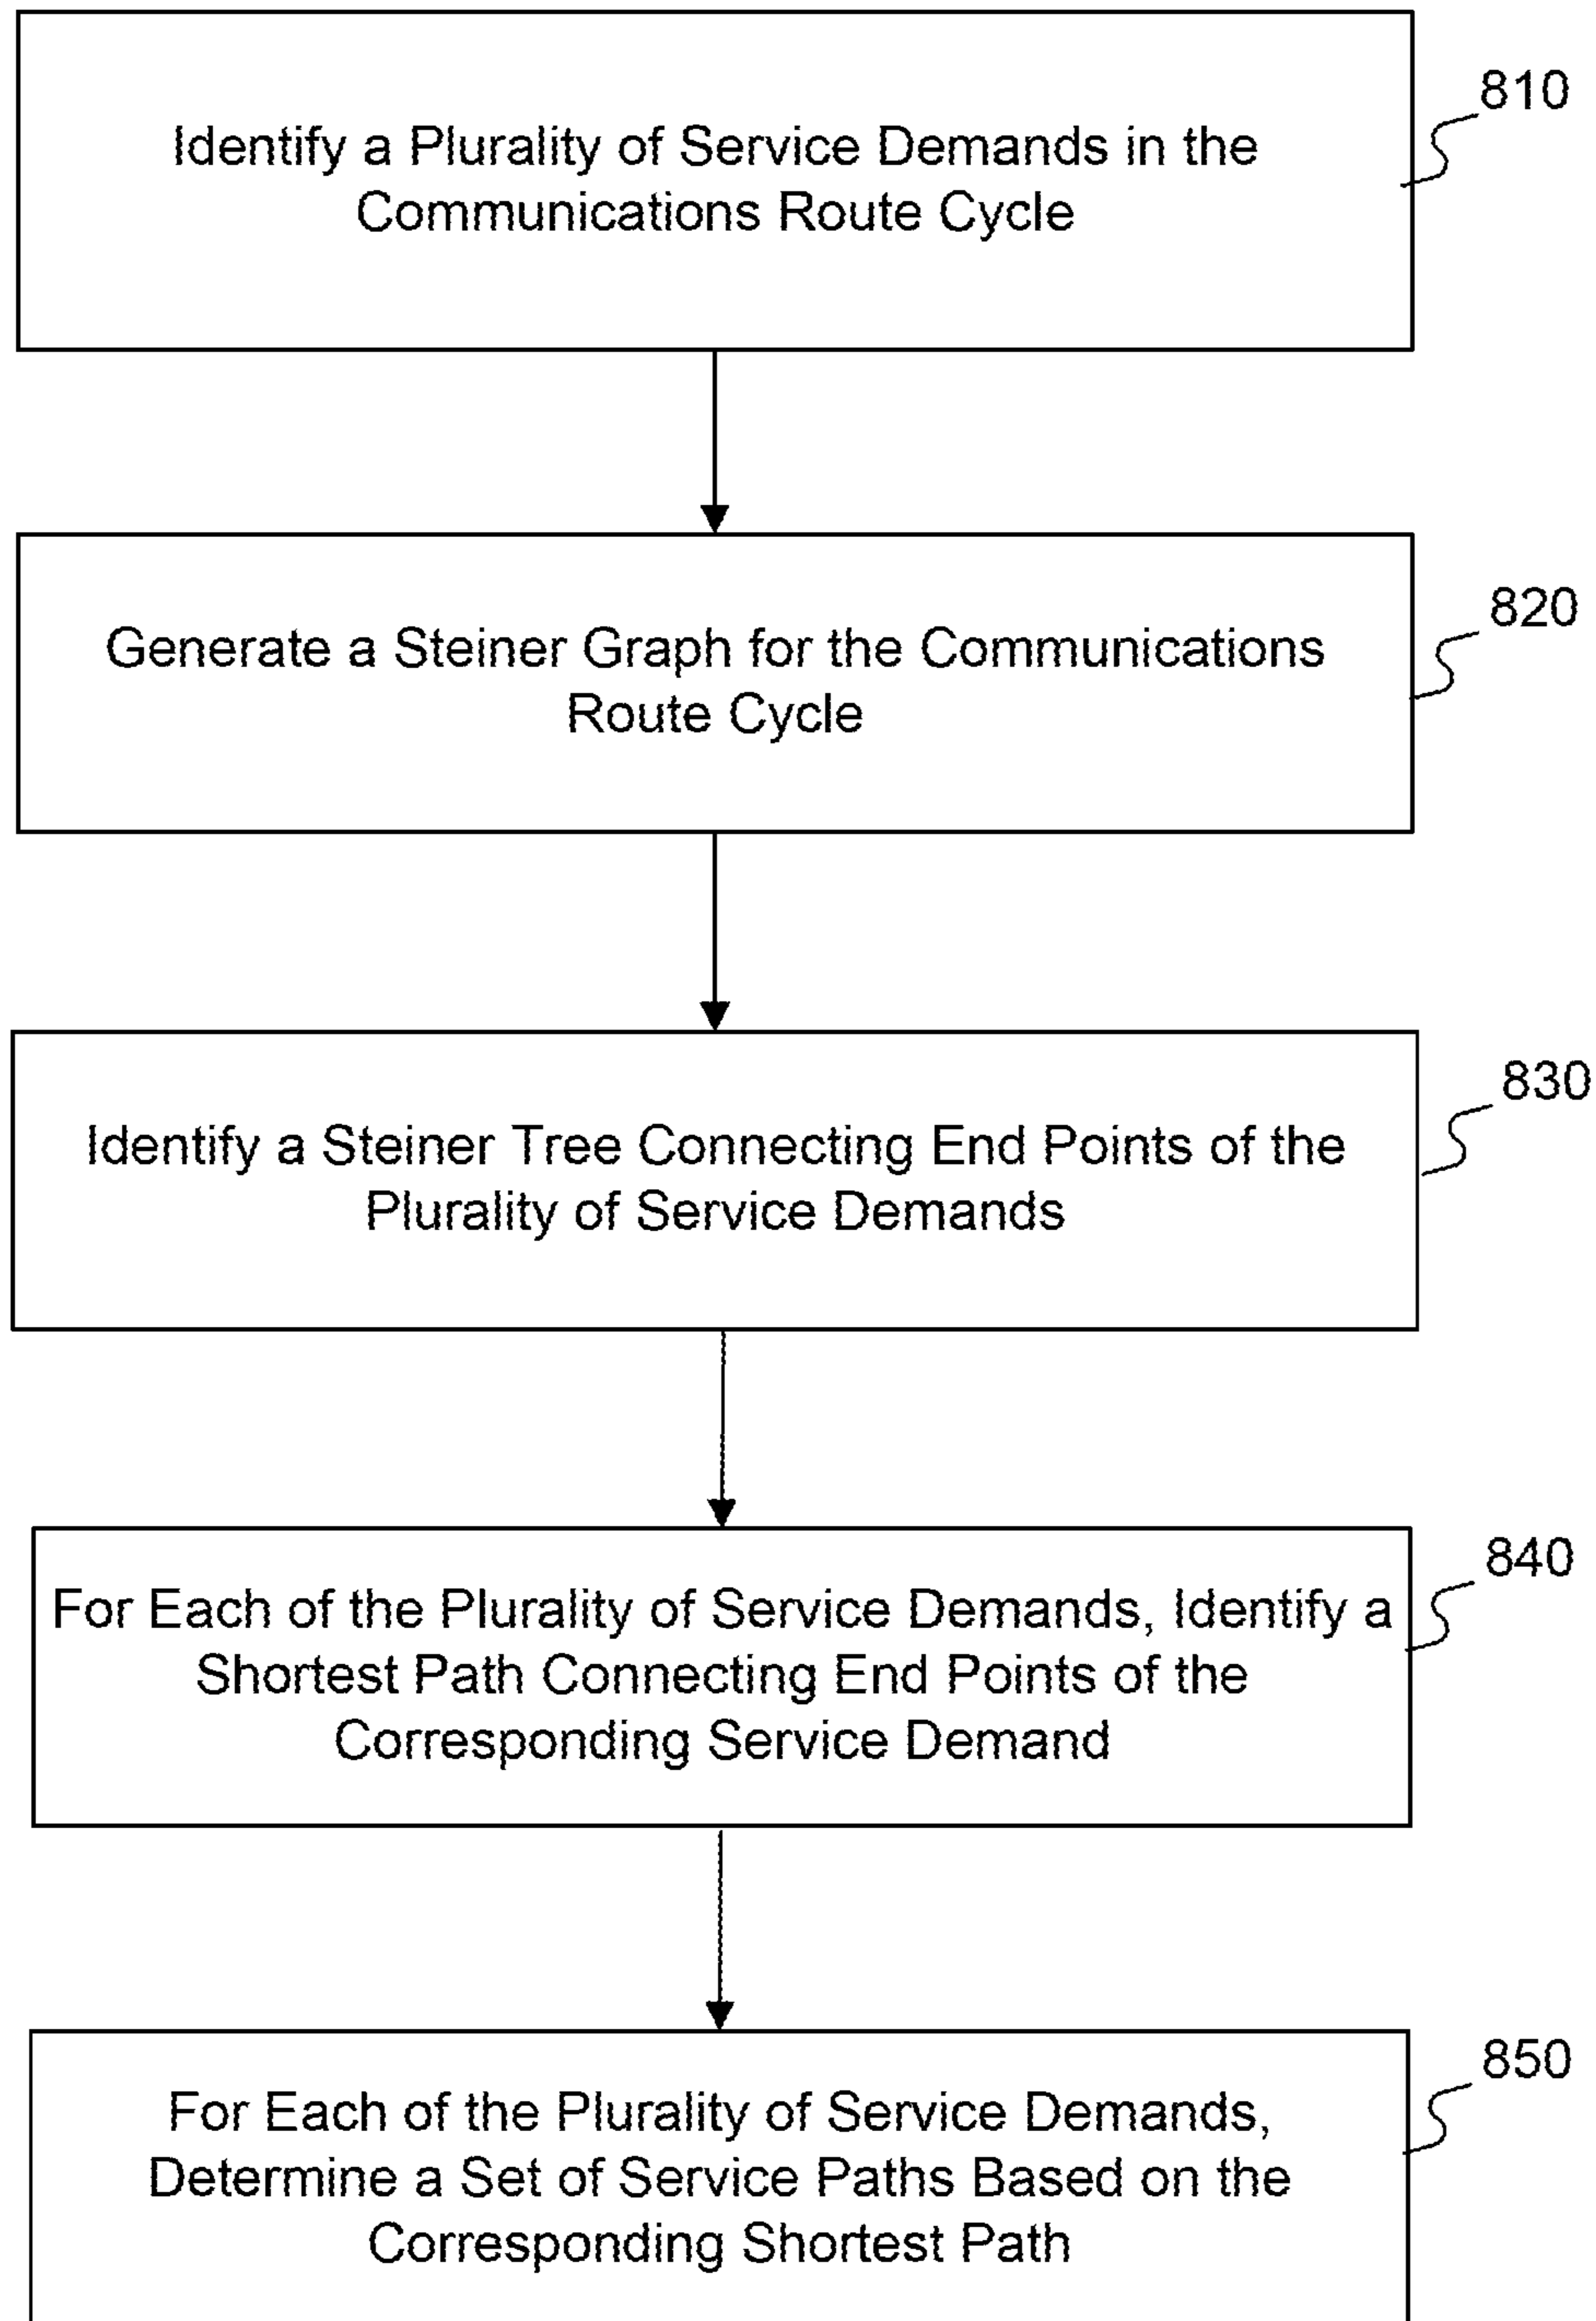 Identify a Plurality of Service Demands in the
Communications Route Cycle
810
Generate a Steiner Graph for the Communications
Route Cycle
820
Identify a Steiner Tree Connecting End Points of the
Plurality of Service Demands
830
For Each of the Plurality of Service Demands, Identify a
Shortest Path Connecting End Points of the
Corresponding Service Demand
840
For Each of the Plurality of Service Demands,
Determine a Set of Service Paths Based on the
Corresponding Shortest Path
850